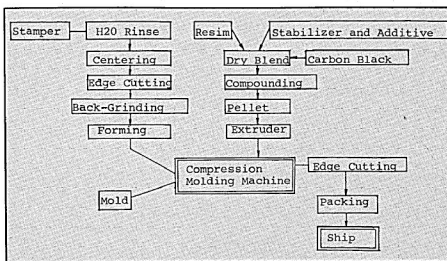 Stamper
H20 Rinse
Centering
Edge Cutting
Back-Grinding
Forming
Mold
Resim
Stabilizer and Additive
Dry Blend
Carbon Black
Compounding
Pellet
Extruder
Compression
Molding Machine
Edge Cutting
Packing
Ship